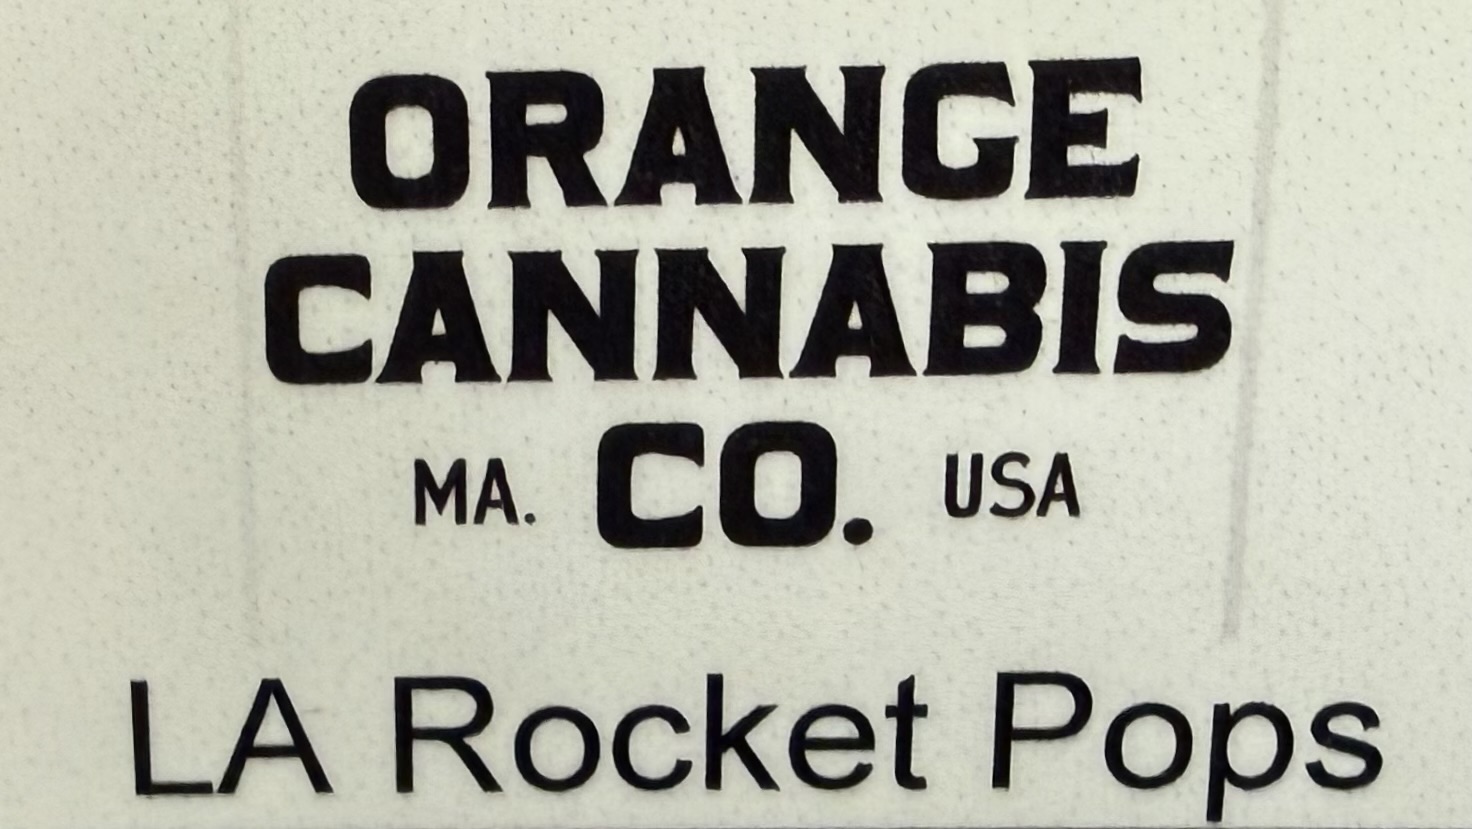 ORANGE
CANNABIS
MA. CO. USA
LA Rocket Pops